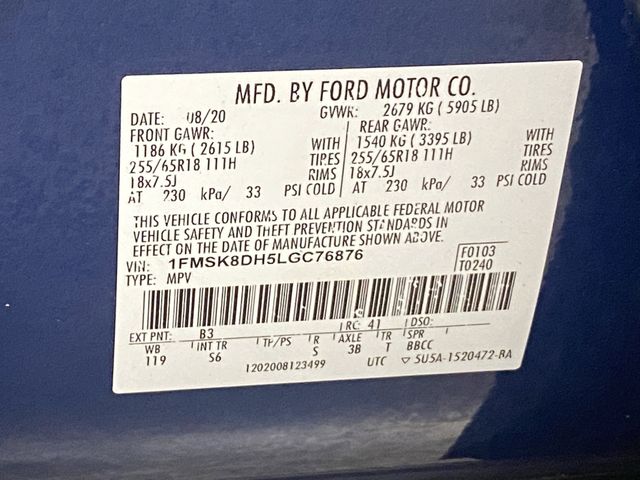 MFD. BY FORD MOTOR CO.
DATE: 08/20 GVWR: 2679 KG ( 5905 LB)
FRONT GAWR: REAR GAWR:
1186 KG ( 2615 LB) WITH 1540 KG ( 3395 LB) WITH
255/65R18 111H TIRES 255/65R18 111H TIRES
18x7.5J RIMS 18x7.5J RIMS
AT 230 kPa/ 33 PSI COLD AT 230 kPa/ 33 PSI COLD
THIS VEHICLE CONFORMS TO ALL APPLICABLE FEDERAL MOTOR
VEHICLE SAFETY AND BUMPER STANDARDS IN
EFFECT ON THE DATE OF MANUFACTURE SHOWN ABOVE.
VIN: 1FMSK8DH5LGC76876 F0103
TYPE: MPV T0240
EXT PNT: B3 RC: 41 DSO:
WB INT TR TP/PS R AXLE TR SPR
119 S6 S 3B T BBCC
1202008123499 UTC 5U5A-1520472-BA